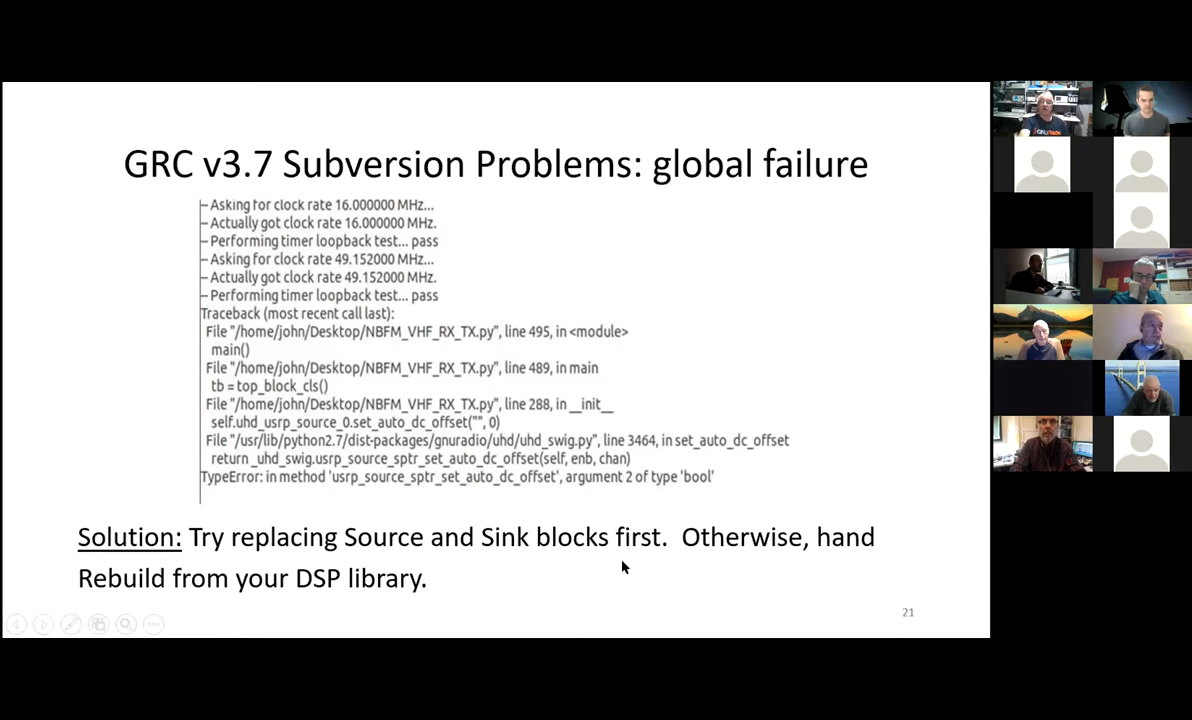 GRC v3.7 Subversion Problems: global failure
-- Asking for clock rate 16.000000 MHz...
-- Actually got clock rate 16.000000 MHz.
-- Performing timer loopback test... pass
-- Asking for clock rate 49.152000 MHz...
-- Actually got clock rate 49.152000 MHz.
-- Performing timer loopback test... pass
Traceback (most recent call last):
File "/home/john/Desktop/NBFM_VHF_RX_TX.py", line 495, in <module>
main()
File "/home/john/Desktop/NBFM_VHF_RX_TX.py", line 489, in main
tb = top_block_cls()
File "/home/john/Desktop/NBFM_VHF_RX_TX.py", line 288, in __init__
self.uhd_usrp_source_0.set_auto_dc_offset("", 0)
File "/usr/lib/python2.7/dist-packages/gnuradio/uhd/uhd_swig.py", line 3464, in set_auto_dc_offset
return _uhd_swig.usrp_source_sptr_set_auto_dc_offset(self, enb, chan)
TypeError: in method 'usrp_source_sptr_set_auto_dc_offset', argument 2 of type 'bool'
Solution: Try replacing Source and Sink blocks first. Otherwise, hand
Rebuild from your DSP library.
21